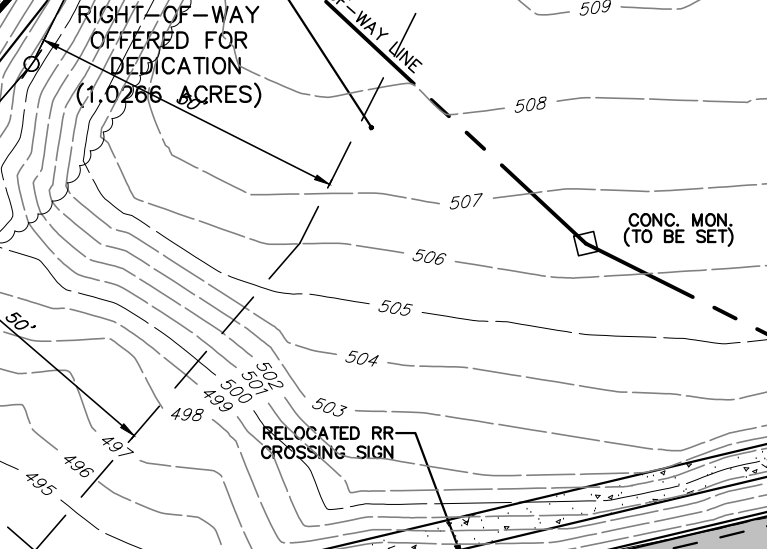 RIGHT-OF-WAY
OFFERED FOR
DEDICATION
(1.0266 ACRES)
50'
F-WAY LINE
509
508
507
CONC. MON.
(TO BE SET)
506
505
50'
504
502
501
500
499
503
498
RELOCATED RR
CROSSING SIGN
497
496
495